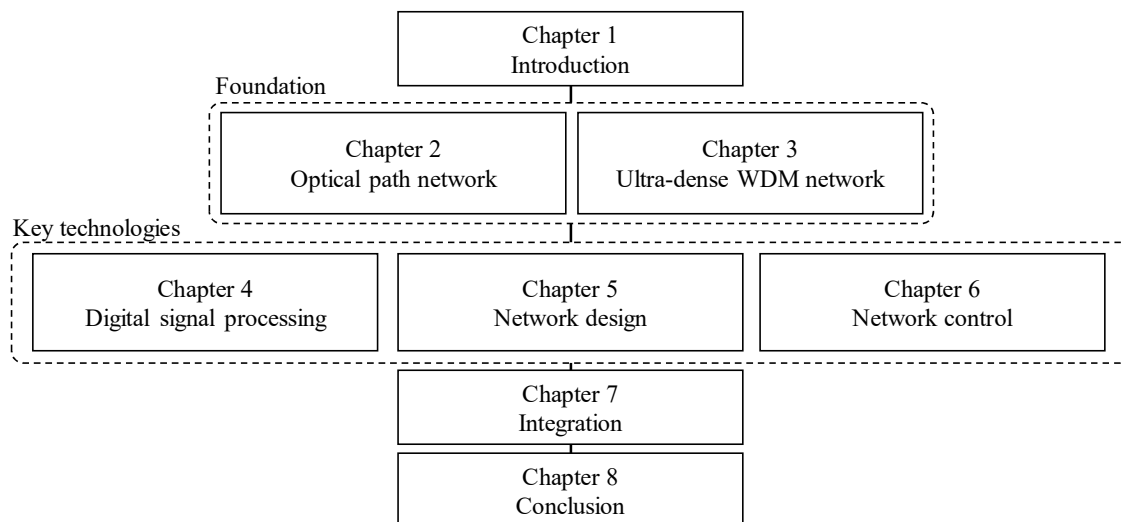 Chapter 1
Introduction
Foundation
Chapter 2
Optical path network
Chapter 3
Ultra-dense WDM network
Key technologies
Chapter 4
Digital signal processing
Chapter 5
Network design
Chapter 6
Network control
Chapter 7
Integration
Chapter 8
Conclusion